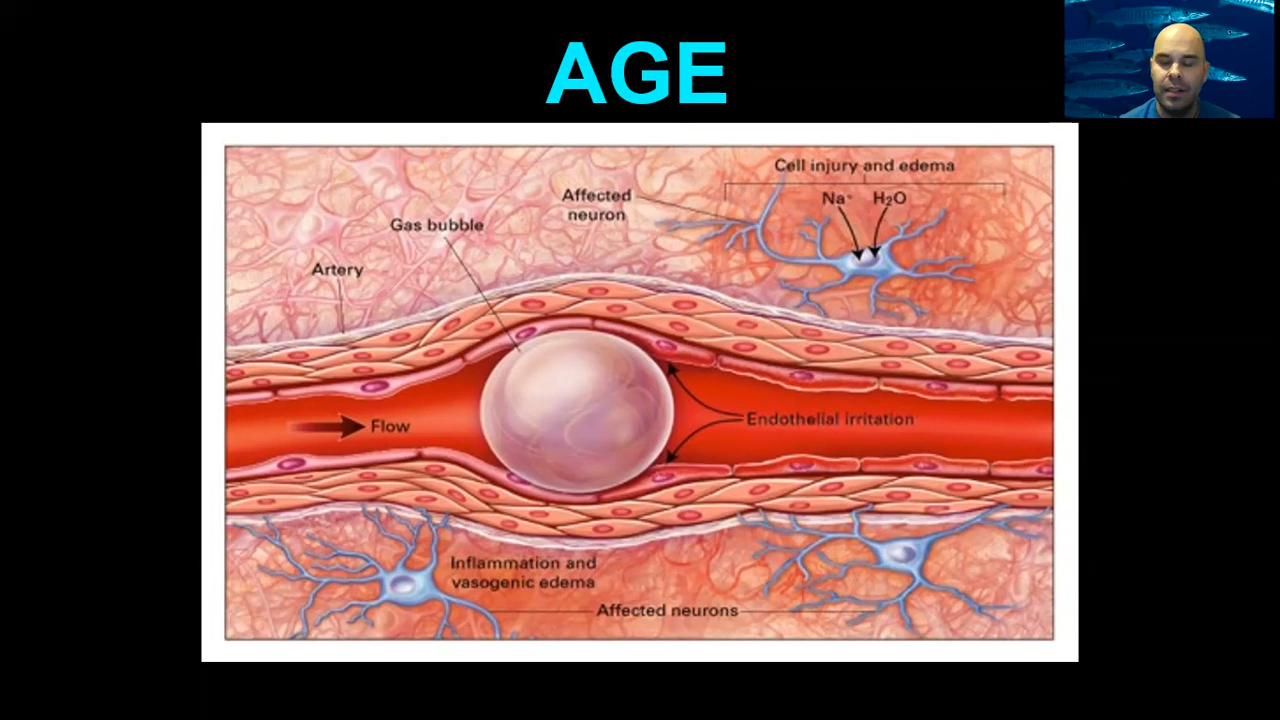 AGE
Cell injury and edema
Na⁺ H₂O
Affected
neuron
Gas bubble
Artery
Flow
Endothelial irritation
Inflammation and
vasogenic edema
Affected neurons